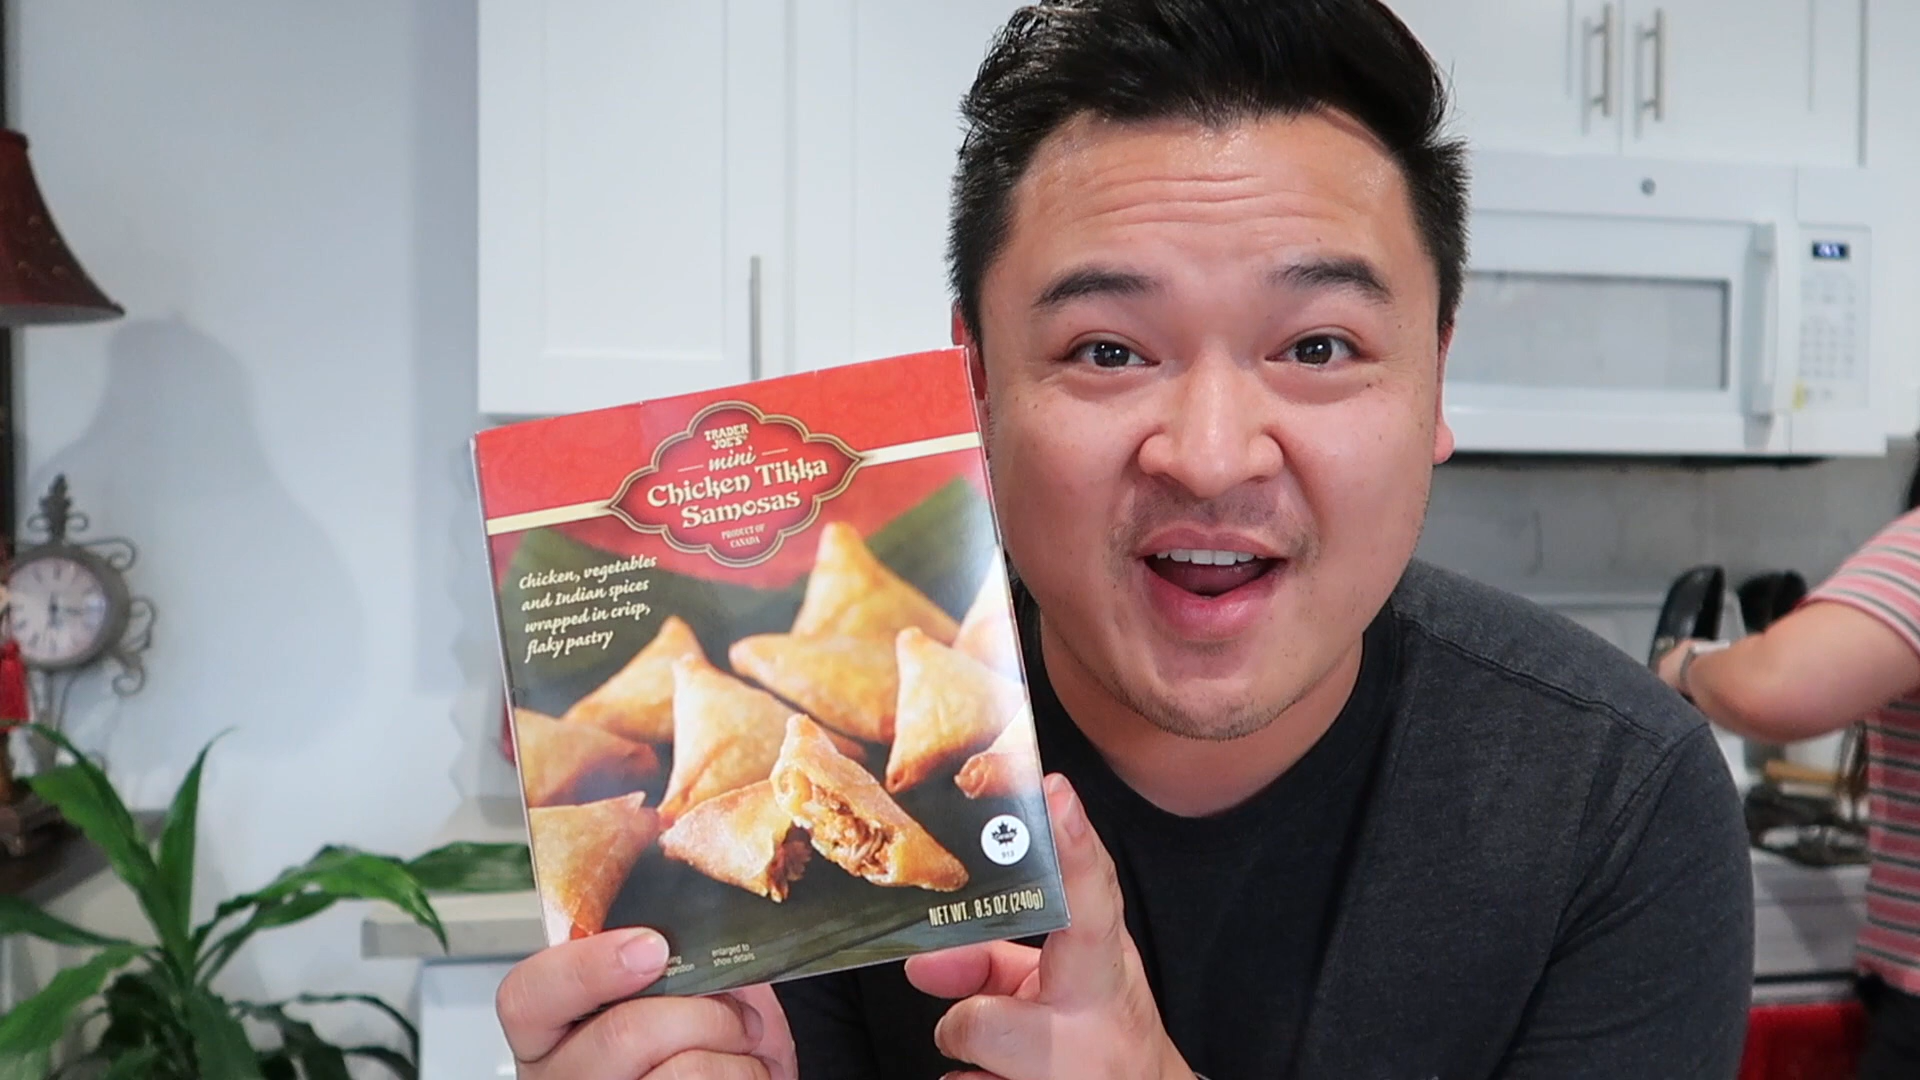 TRADER
JOE'S
mini
Chicken Tikka
Samosas
PRODUCT OF
CANADA
Chicken, vegetables
and Indian spices
wrapped in crisp,
flaky pastry
913
NET WT. 8.5 OZ (240g)
enlarged to
show details